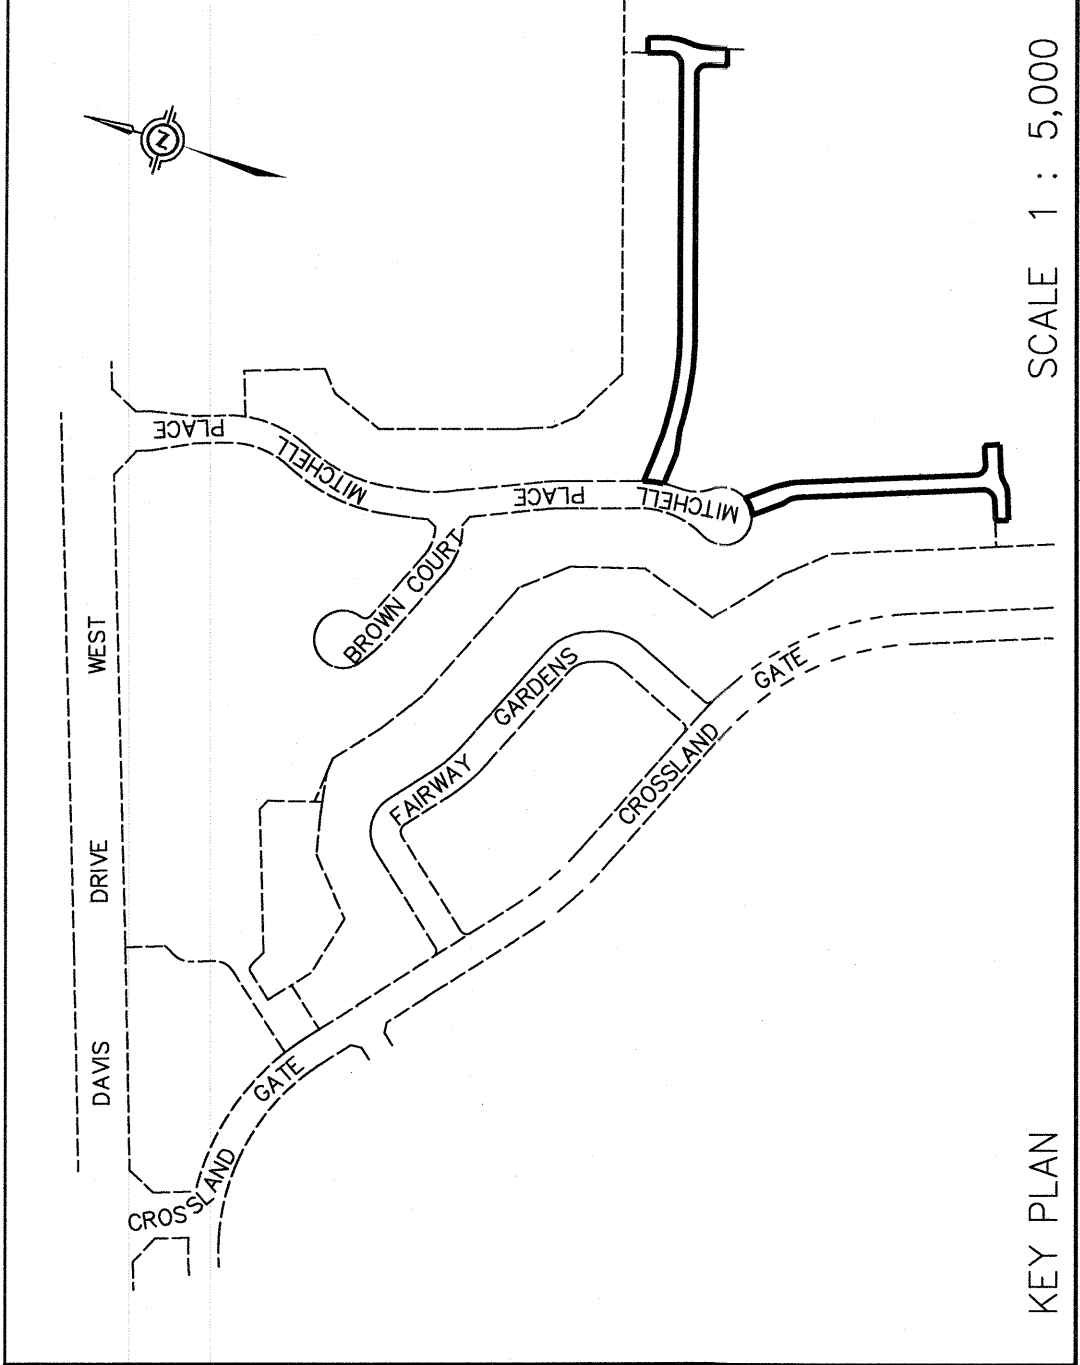 DAVIS DRIVE WEST
CROSSLAND GATE
FAIRWAY GARDENS
CROSSLAND GATE
BROWN COURT
MITCHELL PLACE
MITCHELL PLACE
N
KEY PLAN
SCALE 1 : 5,000